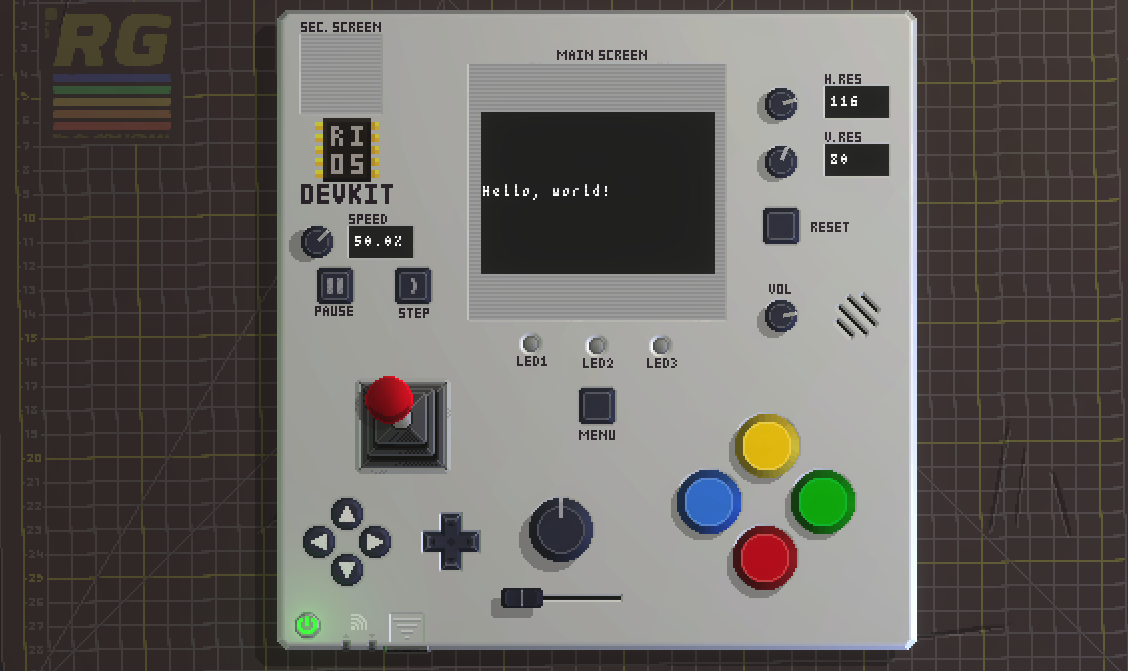 RG
SEC. SCREEN
MAIN SCREEN
H.RES
116
V.RES
80
RI
OS
DEVKIT
SPEED
50.0%
Hello, world!
RESET
PAUSE
STEP
VOL
LED1
LED2
LED3
MENU